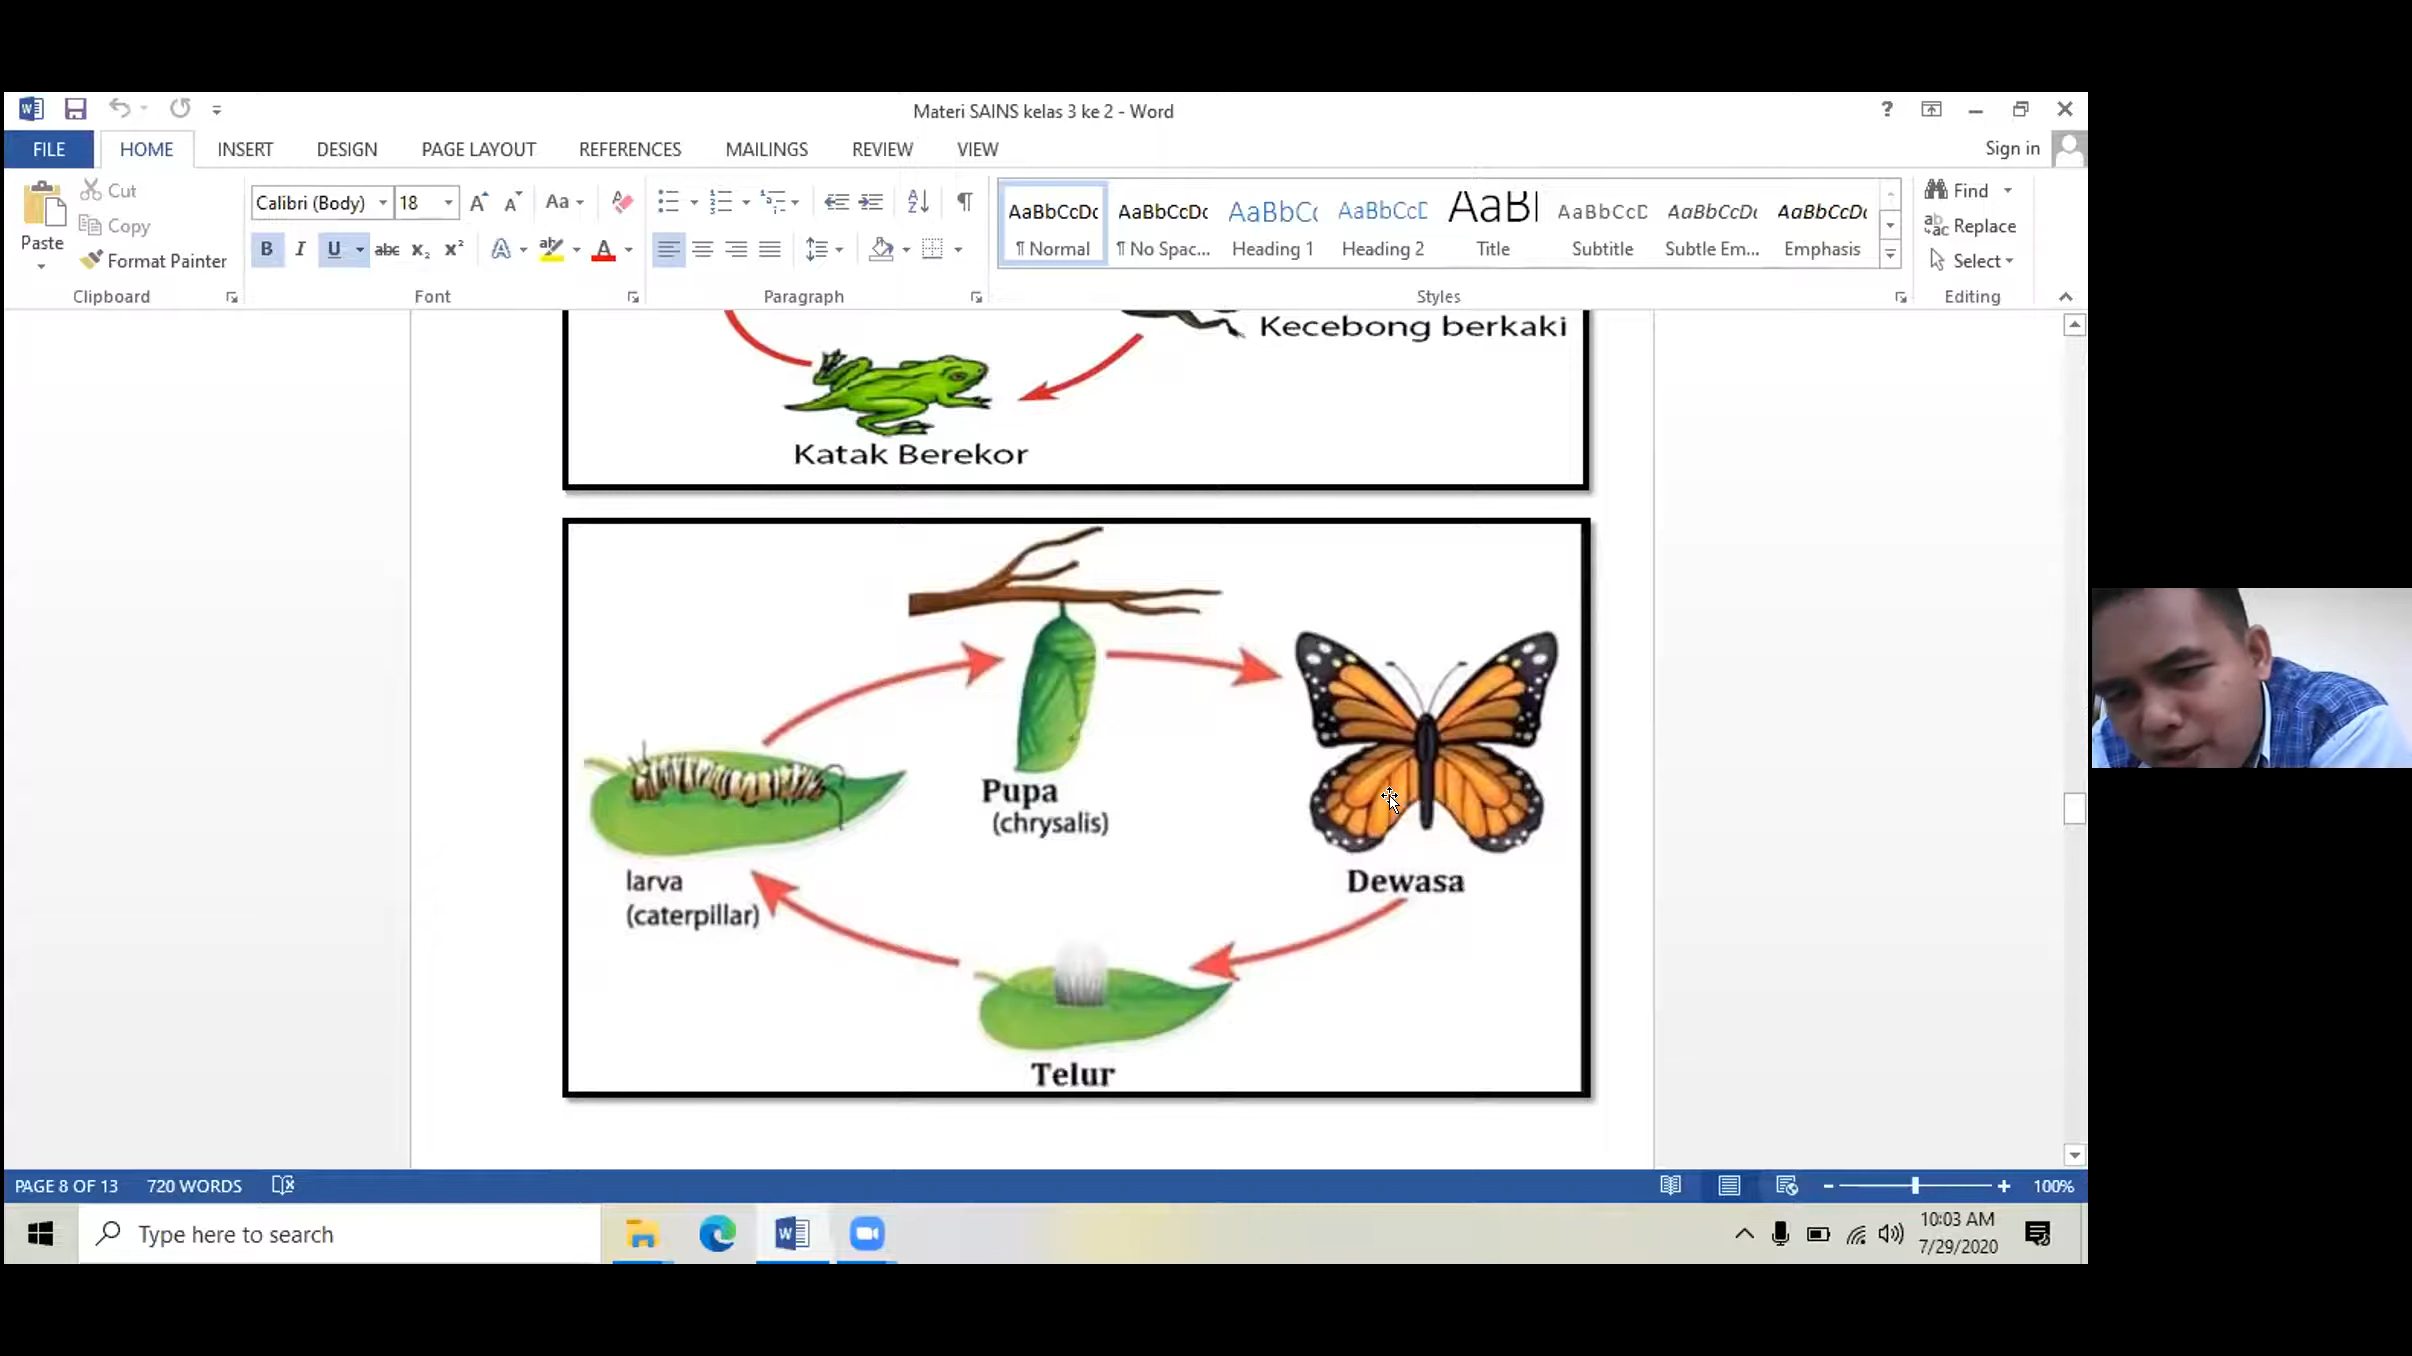 Materi SAINS kelas 3 ke 2 - Word
FILE HOME INSERT DESIGN PAGE LAYOUT REFERENCES MAILINGS REVIEW VIEW Sign in
Paste
Cut
Copy
Format Painter
Clipboard
Calibri (Body) 18
Font
Paragraph
AaBbCcDc AaBbCcDc AaBbCc AaBbCcD AaBl AaBbCcD AaBbCcDc AaBbCcDc
¶ Normal ¶ No Spac... Heading 1 Heading 2 Title Subtitle Subtle Em... Emphasis
Styles
Find
Replace
Select
Editing
Kecebong berkaki
Katak Berekor
Pupa
(chrysalis)
larva
(caterpillar)
Dewasa
Telur
PAGE 8 OF 13 720 WORDS 100%
Type here to search
10:03 AM
7/29/2020